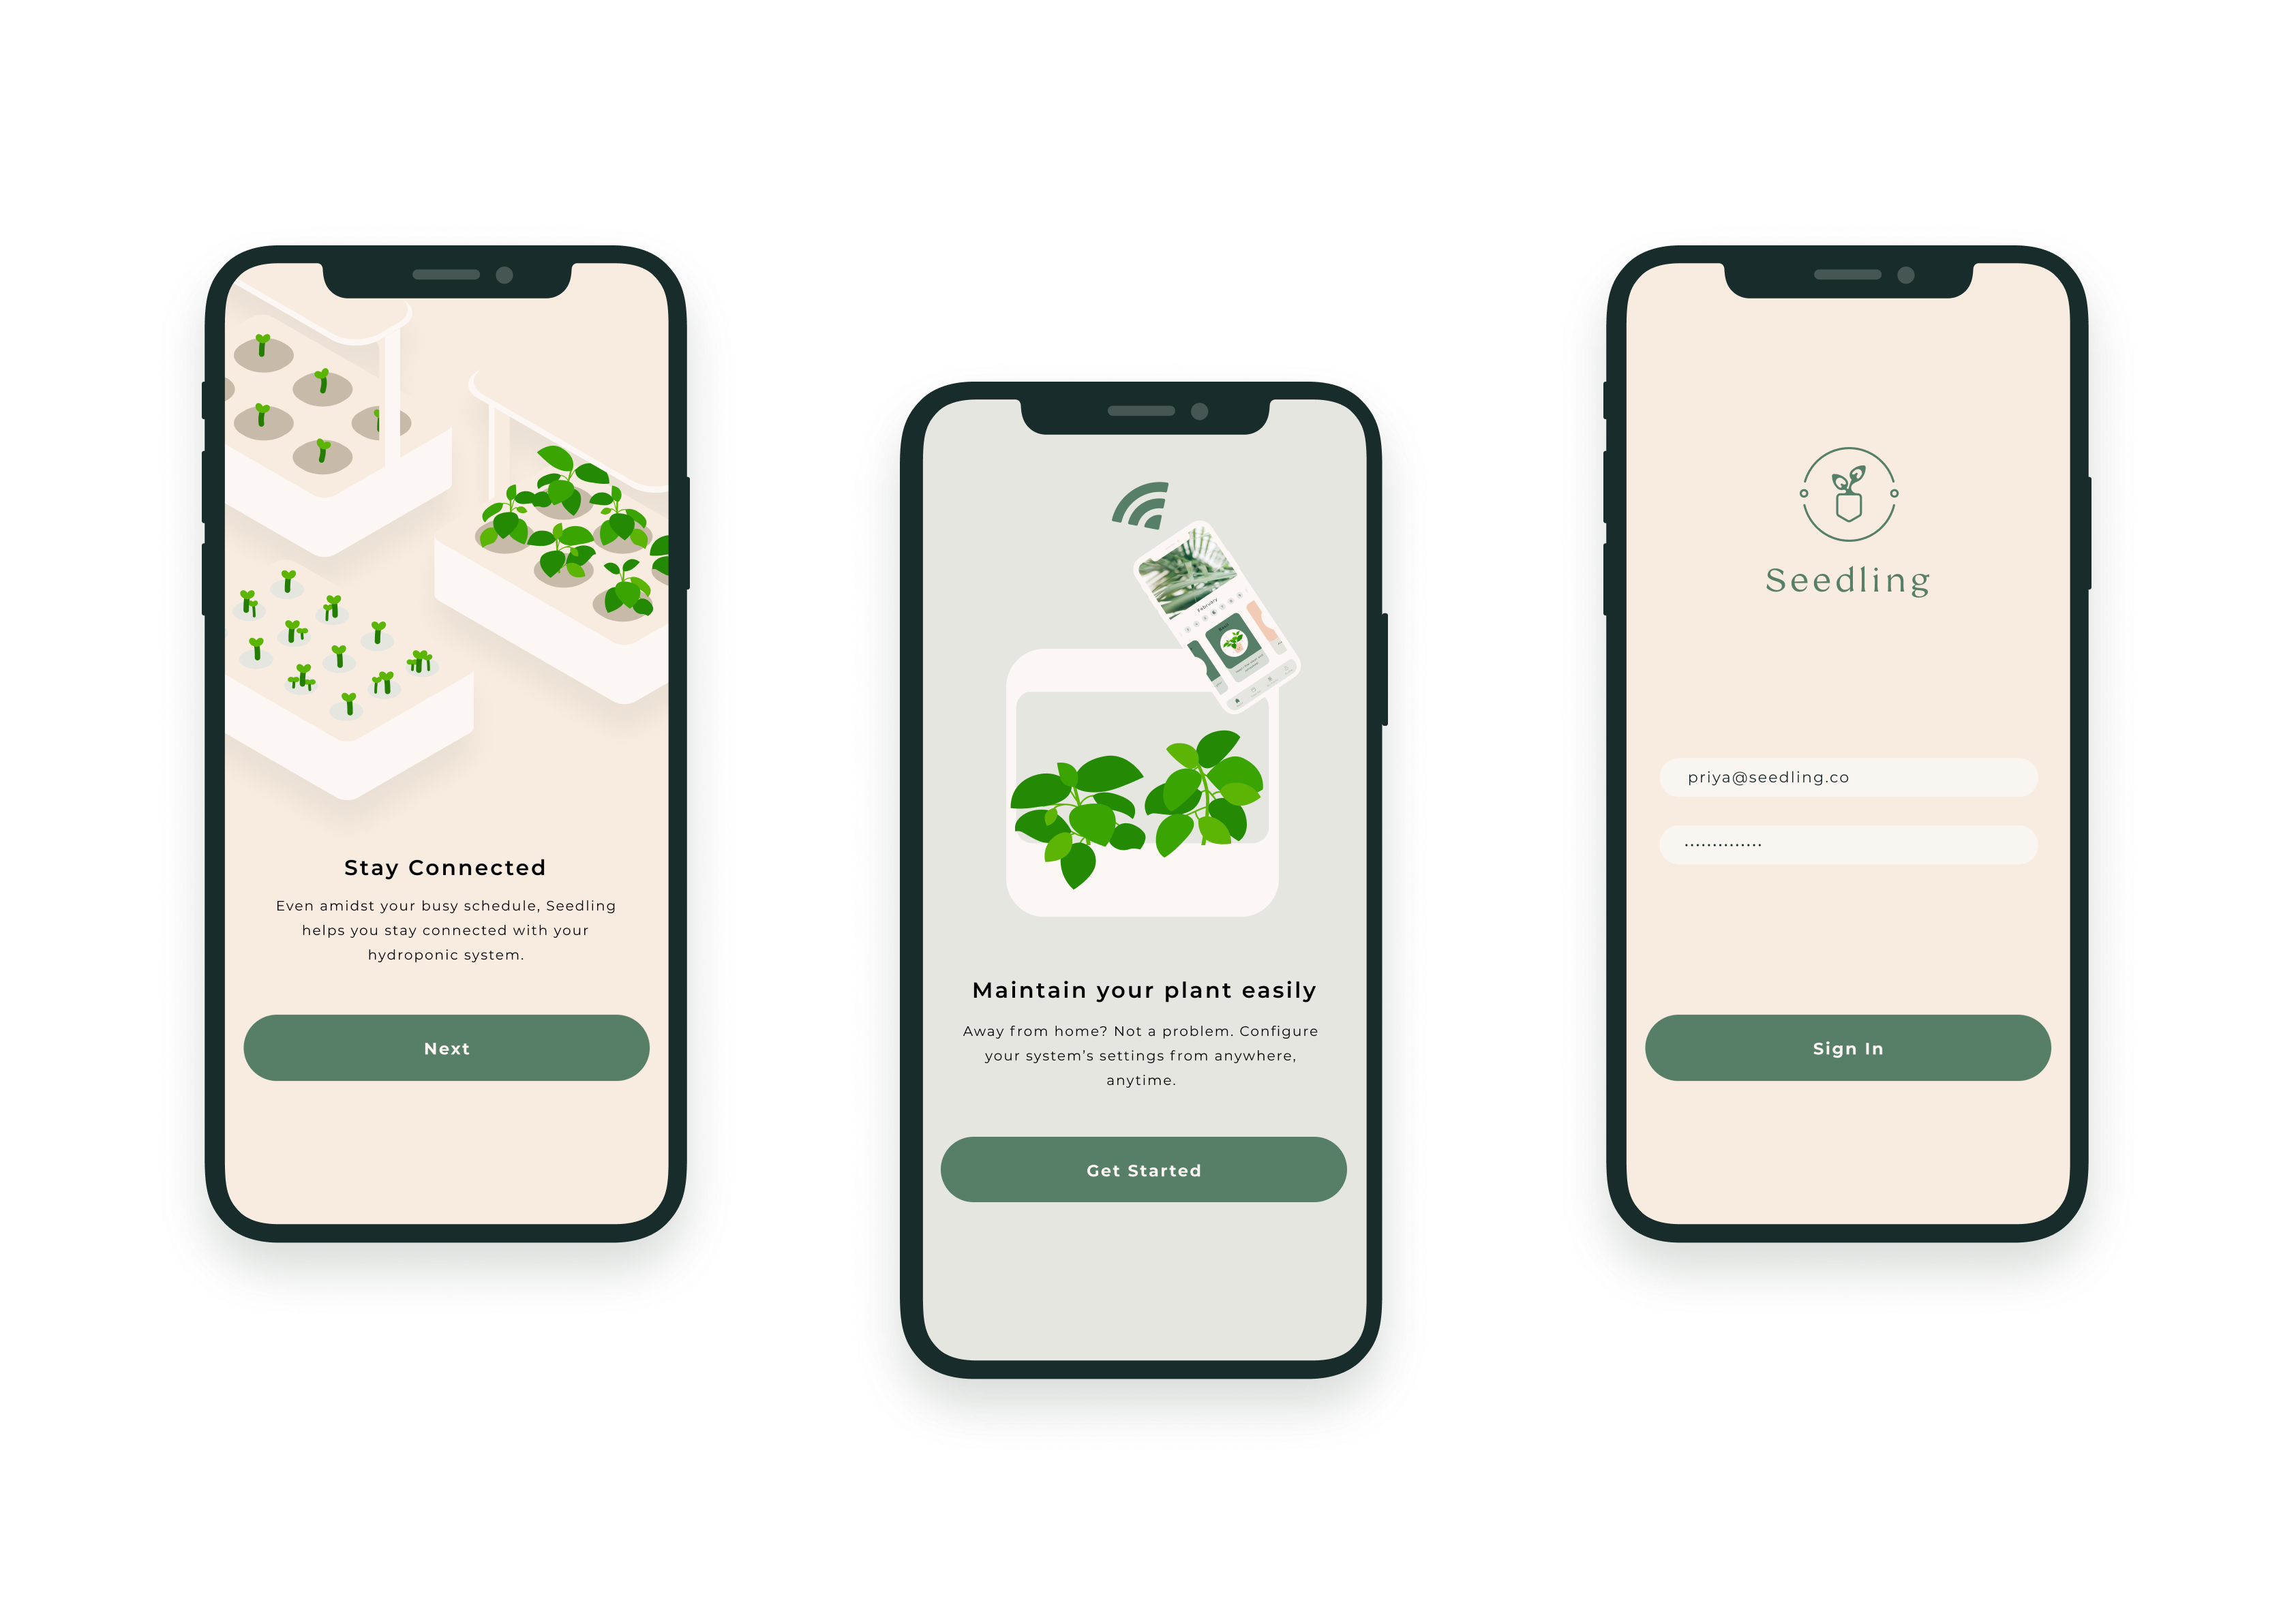 Stay Connected
Even amidst your busy schedule, Seedling
helps you stay connected with your
hydroponic system.
Next
February
Maintain your plant easily
Away from home? Not a problem. Configure
your system’s settings from anywhere,
anytime.
Get Started
Seedling
priya@seedling.co
••••••••••••••
Sign In